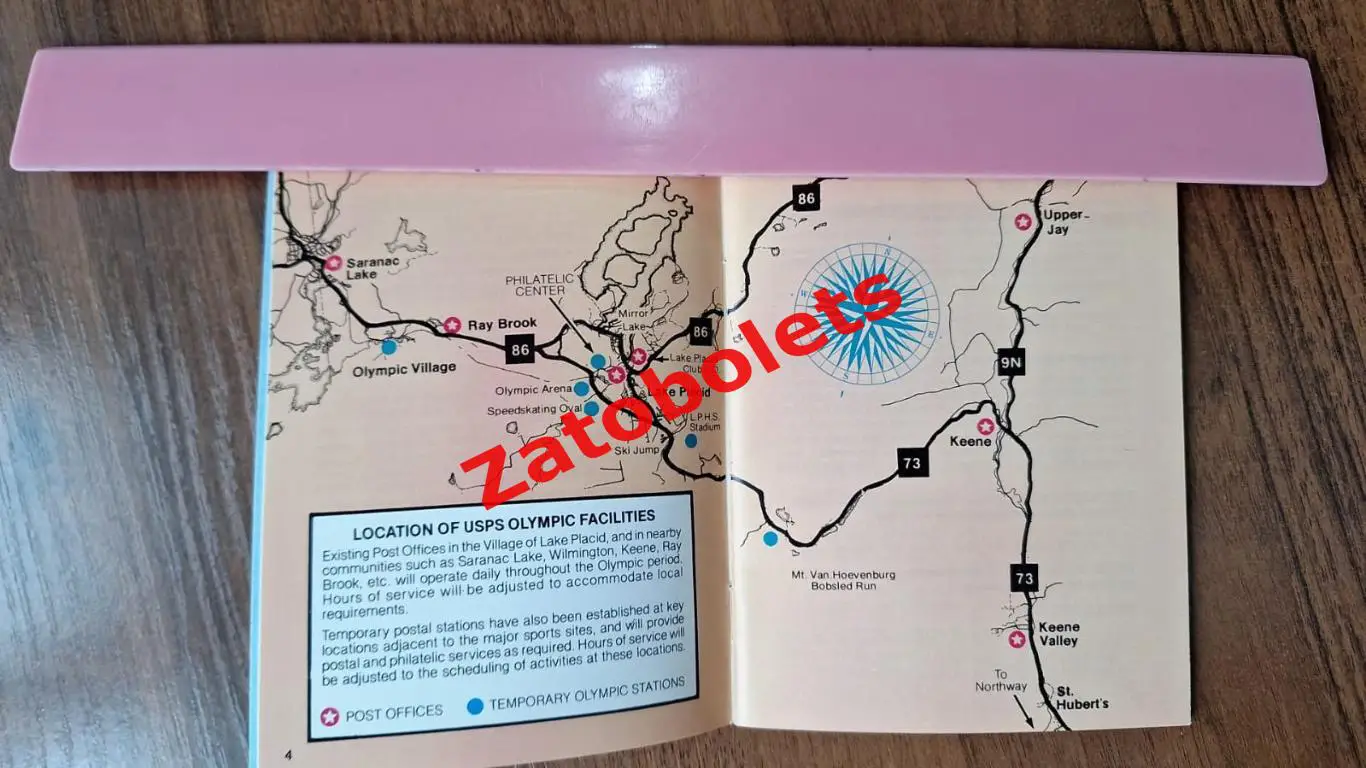 86
Upper
Jay
Saranac
Lake
PHILATELIC
CENTER
Mirror
Lake
Ray Brook
86
86
Olympic Village
Lake Placid
Club
9N
Olympic Arena
Lake Placid
Speedskating Oval
L.P.H.S.
Stadium
Keene
Ski Jump
73
Zatobolets
N
W
E
S
Mt. Van Hoevenburg
Bobsled Run
73
Keene
Valley
To
Northway
St.
Hubert's
LOCATION OF USPS OLYMPIC FACILITIES
Existing Post Offices in the Village of Lake Placid, and in nearby
communities such as Saranac Lake, Wilmington, Keene, Ray
Brook, etc. will operate daily throughout the Olympic period.
Hours of service will be adjusted to accommodate local
requirements.
Temporary postal stations have also been established at key
locations adjacent to the major sports sites, and will provide
postal and philatelic services as required. Hours of service will
be adjusted to the scheduling of activities at these locations.
POST OFFICES
TEMPORARY OLYMPIC STATIONS
4